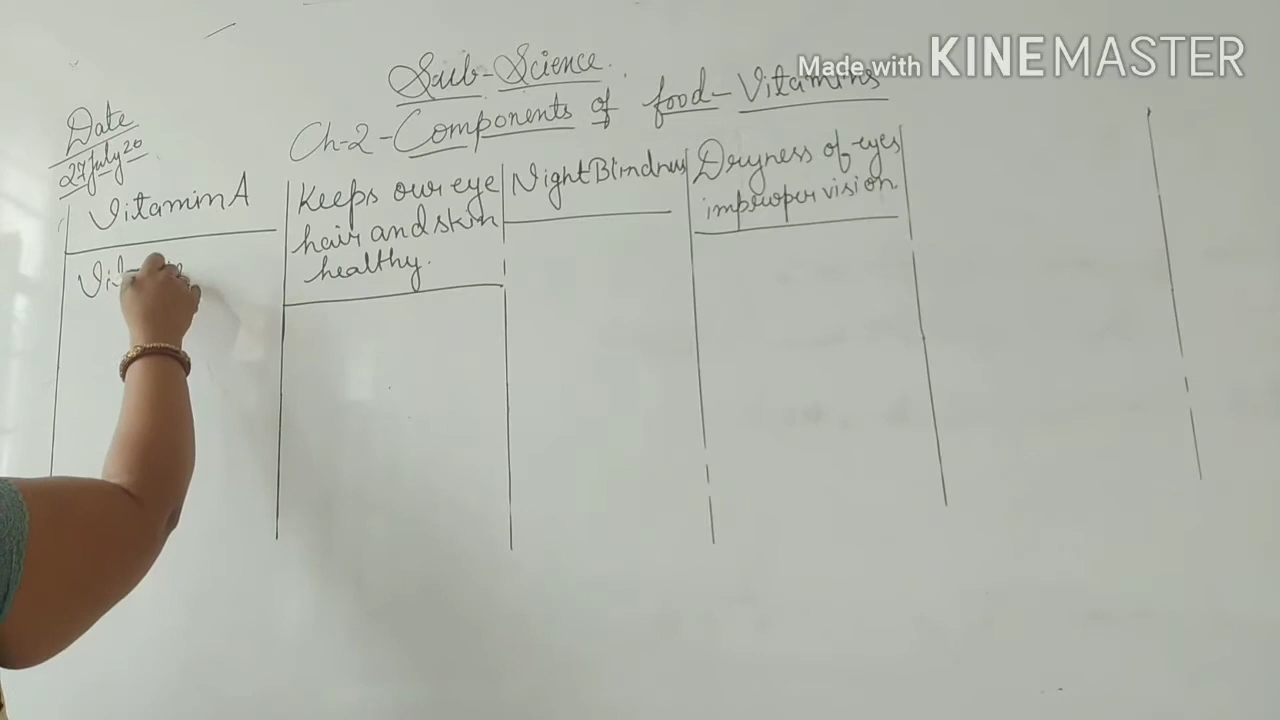 Made with KINEMASTER
Sub-Science.
Ch-2-Components of food-Vitamins
Date
27 July 20
Vitamin A
Keeps our eye
hair and skin
healthy.
Night Blindness
Dryness of eyes
improper vision.